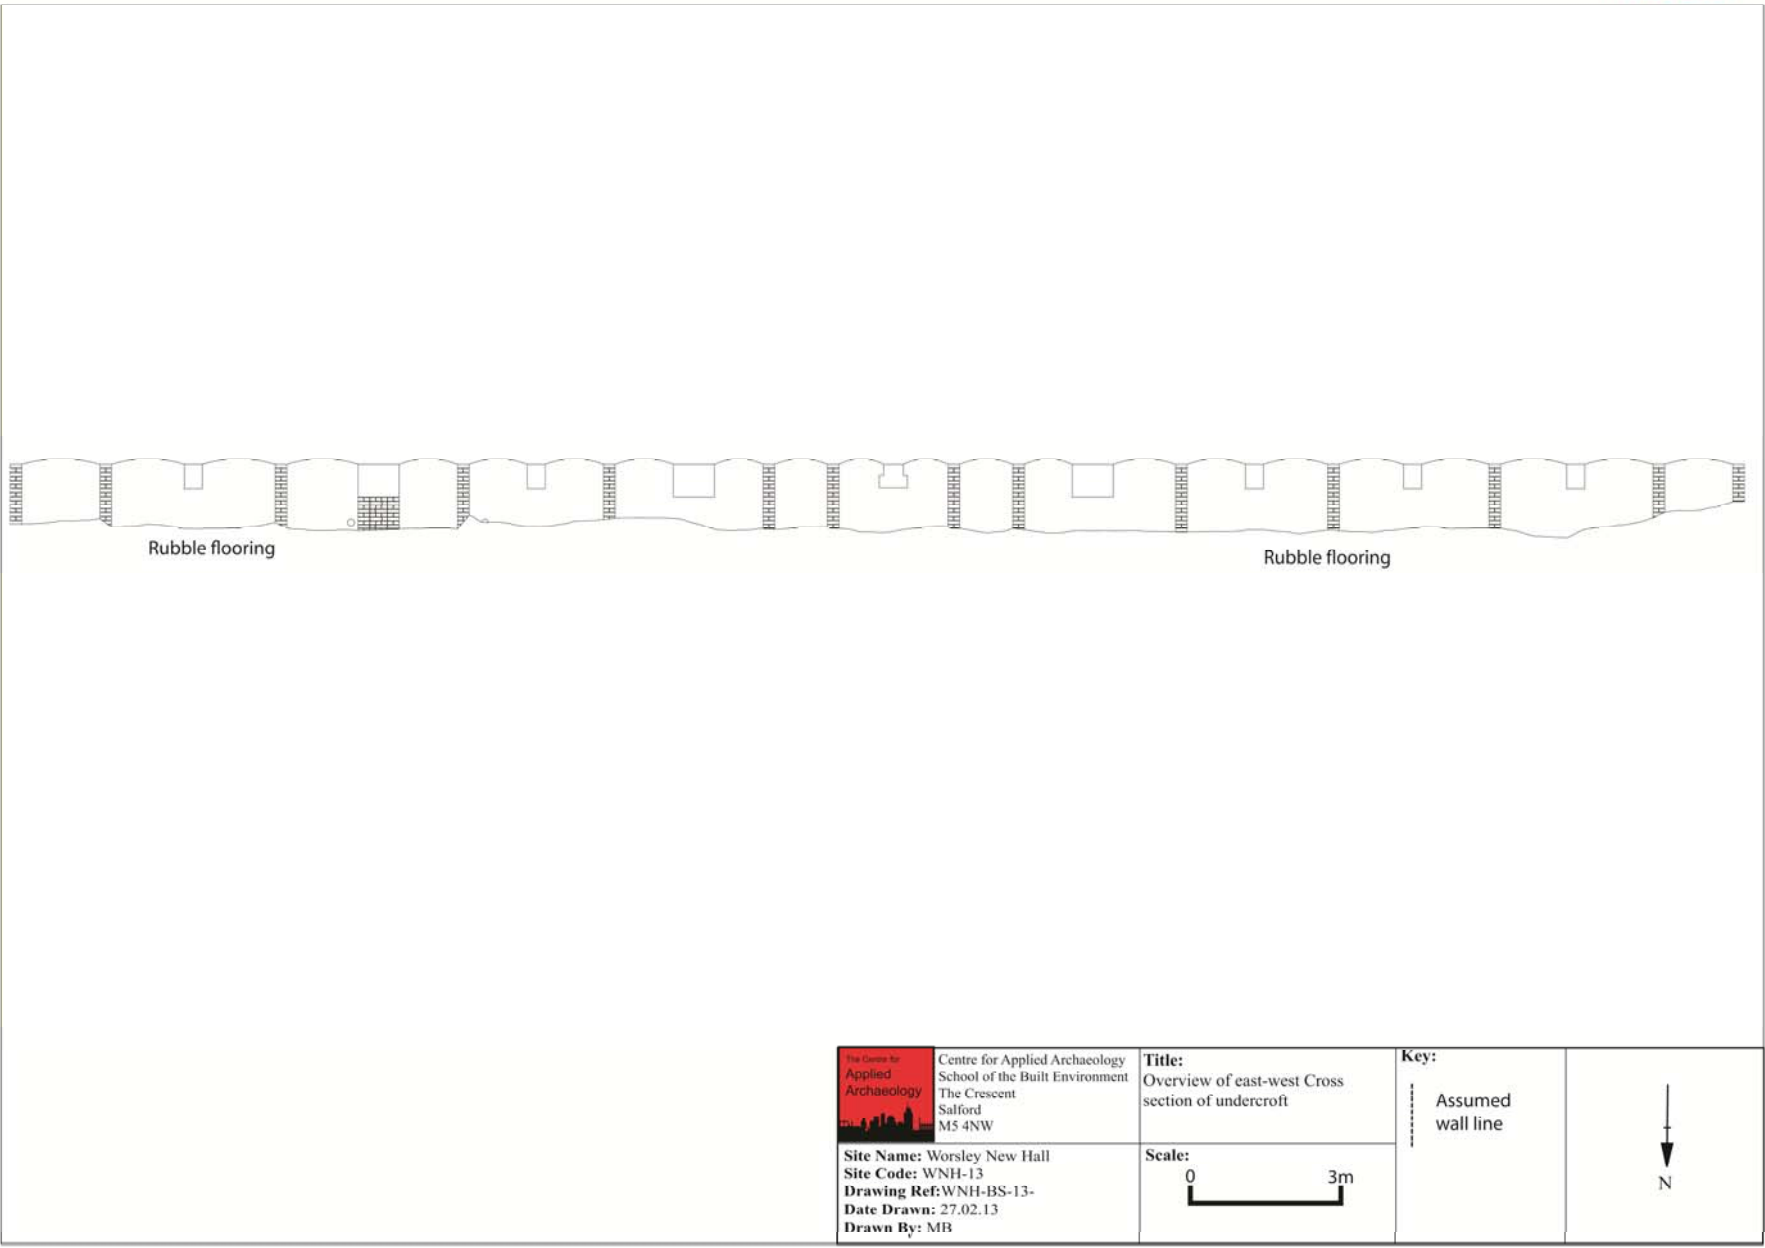 Rubble flooring
Rubble flooring
The Centre for
Applied
Archaeology
Centre for Applied Archaeology
School of the Built Environment
The Crescent
Salford
M5 4NW
Title:
Overview of east-west Cross
section of undercroft
Key:
Assumed
wall line
N
Site Name: Worsley New Hall
Site Code: WNH-13
Drawing Ref:WNH-BS-13-
Date Drawn: 27.02.13
Drawn By: MB
Scale:
0 3m